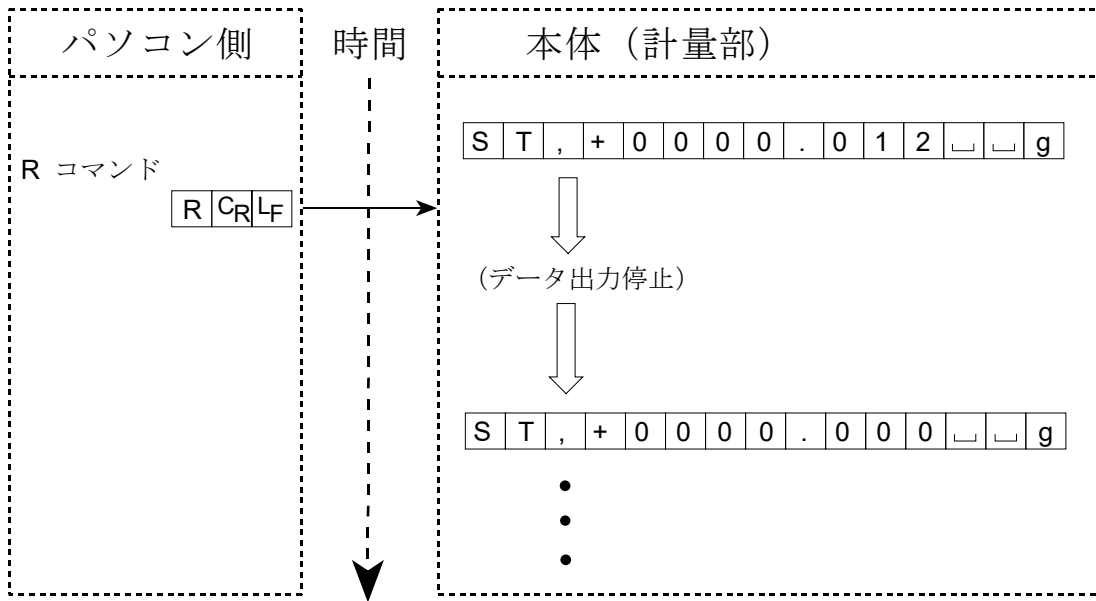 パソコン側
時間
本体（計量部）
ST,+0000.012␣␣g
R コマンド
R CR LF
（データ出力停止）
ST,+0000.000␣␣g